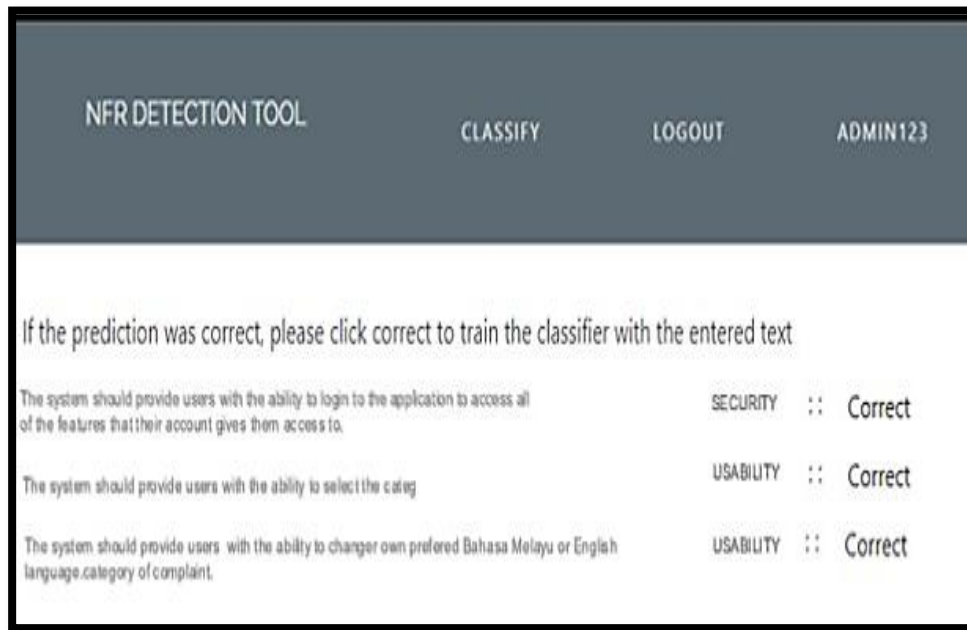 NFR DETECTION TOOL
CLASSIFY
LOGOUT
ADMIN123
If the prediction was correct, please click correct to train the classifier with the entered text
The system should provide users with the ability to login to the application to access all
of the features that their account gives them access to.
SECURITY :: Correct
The system should provide users with the ability to select the categ
USABILITY :: Correct
The system should provide users with the ability to changer own prefered Bahasa Melayu or English
language.category of complaint.
USABILITY :: Correct